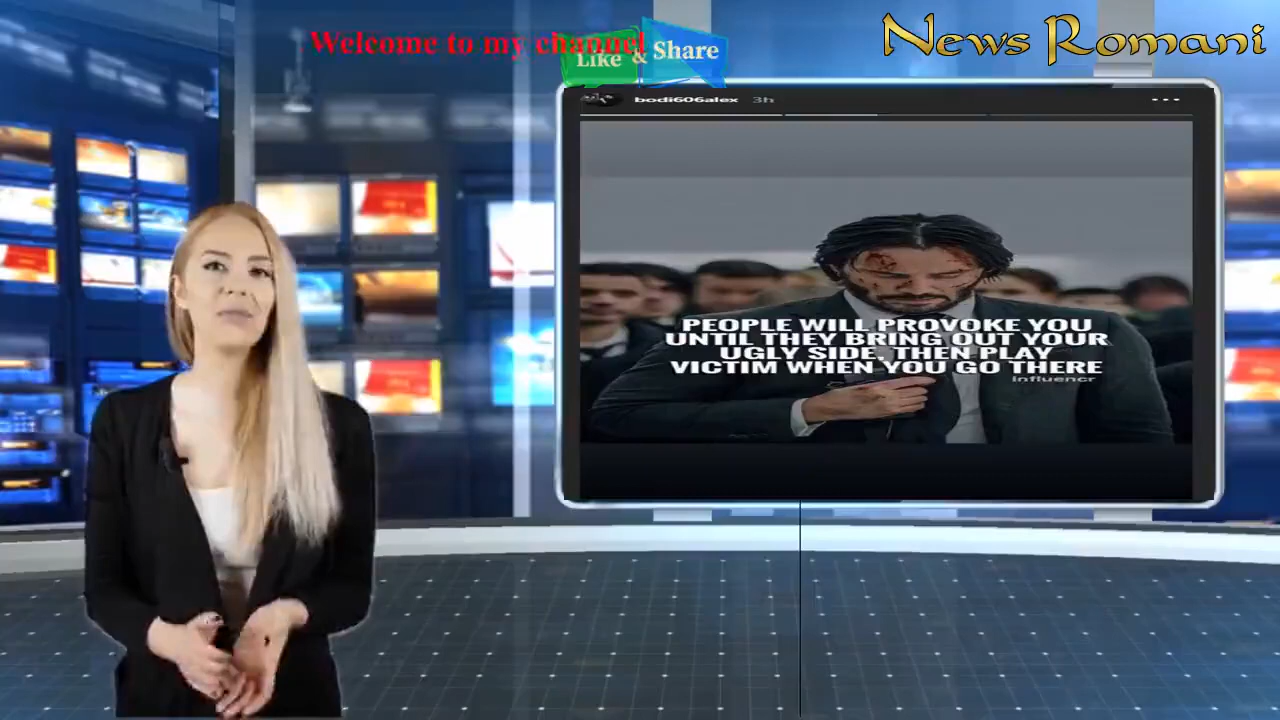 Welcome to my channel
Like & Share
News Romani
bodi606alex 3h
PEOPLE WILL PROVOKE YOU
UNTIL THEY BRING OUT YOUR
UGLY SIDE. THEN PLAY
VICTIM WHEN YOU GO THERE
Influencr